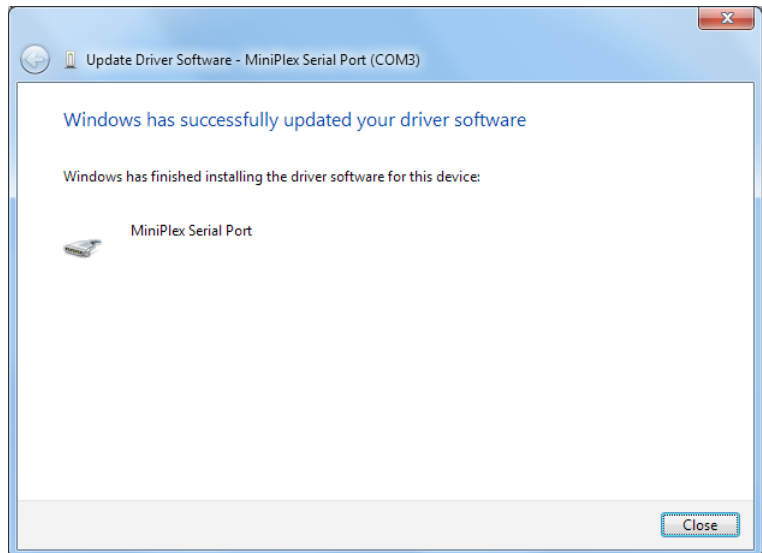 Update Driver Software - MiniPlex Serial Port (COM3)
Windows has successfully updated your driver software
Windows has finished installing the driver software for this device:
MiniPlex Serial Port
Close